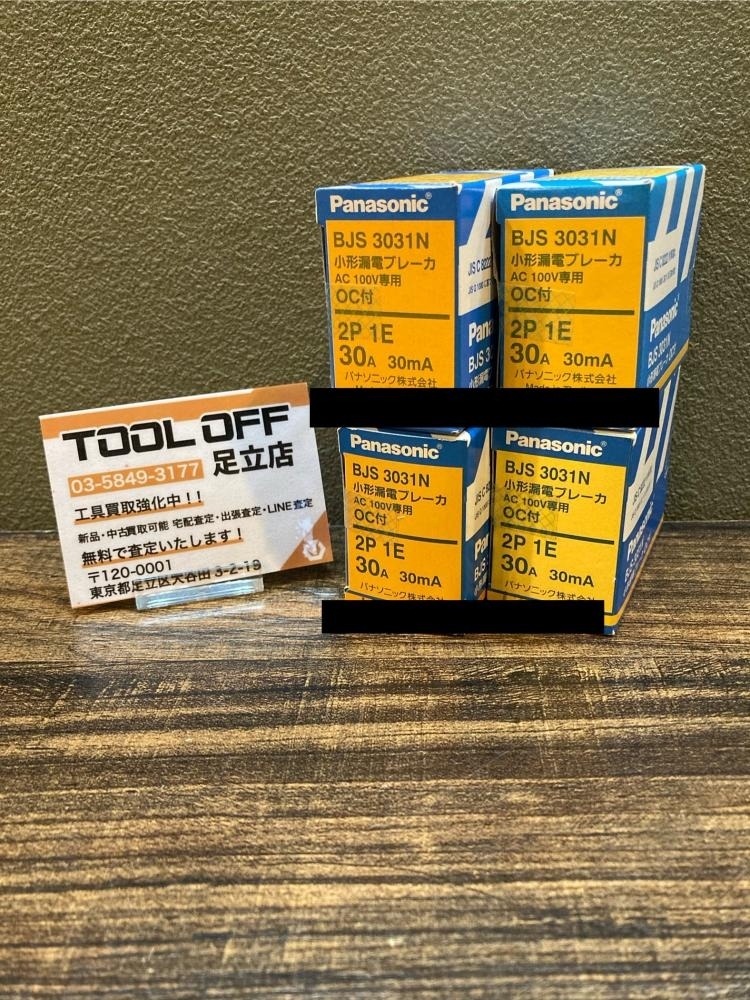 TOOL OFF
03-5849-3177
足立店
工具買取強化中！！
新品・中古買取可能 宅配査定・出張査定・LINE査定
無料で査定いたします！
〒120-0001
東京都足立区大谷田 3-2-19
Panasonic
BJS 3031N
小形漏電ブレーカ
AC 100V専用
OC付
2P 1E
30A 30mA
パナソニック株式会社
Panasonic
BJS 3031N
小形漏電ブレーカ
AC 100V専用
OC付
2P 1E
30A 30mA
パナソニック株式会社
JIS C 8222
Panasonic
BJS 3031N
Panasonic
BJS 3031N
小形漏電ブレーカ
AC 100V専用
OC付
2P 1E
30A 30mA
パナソニック株式会社
Panasonic
BJS 3031N
小形漏電ブレーカ
AC 100V専用
OC付
2P 1E
30A 30mA
パナソニック株式会社